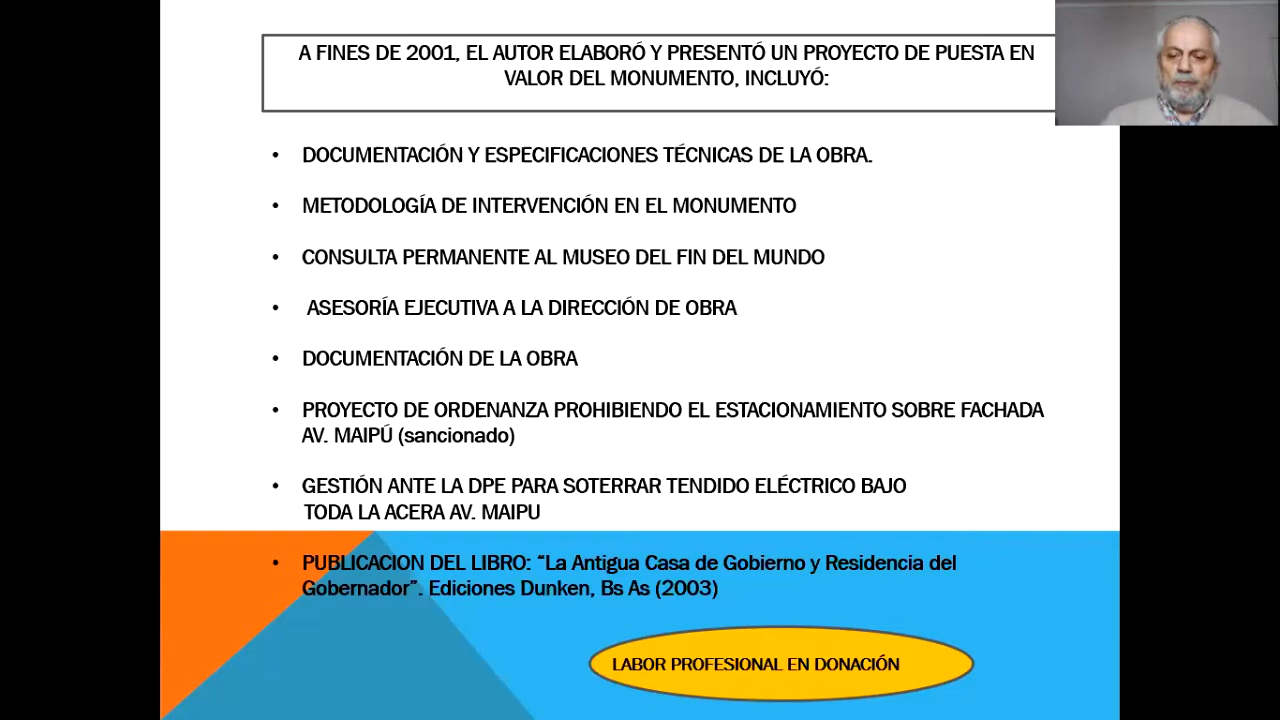 A FINES DE 2001, EL AUTOR ELABORÓ Y PRESENTÓ UN PROYECTO DE PUESTA EN
VALOR DEL MONUMENTO, INCLUYÓ:
• DOCUMENTACIÓN Y ESPECIFICACIONES TÉCNICAS DE LA OBRA.
• METODOLOGÍA DE INTERVENCIÓN EN EL MONUMENTO
• CONSULTA PERMANENTE AL MUSEO DEL FIN DEL MUNDO
• ASESORÍA EJECUTIVA A LA DIRECCIÓN DE OBRA
• DOCUMENTACIÓN DE LA OBRA
• PROYECTO DE ORDENANZA PROHIBIENDO EL ESTACIONAMIENTO SOBRE FACHADA
AV. MAIPÚ (sancionado)
• GESTIÓN ANTE LA DPE PARA SOTERRAR TENDIDO ELÉCTRICO BAJO
TODA LA ACERA AV. MAIPU
• PUBLICACION DEL LIBRO: “La Antigua Casa de Gobierno y Residencia del
Gobernador”. Ediciones Dunken, Bs As (2003)
LABOR PROFESIONAL EN DONACIÓN